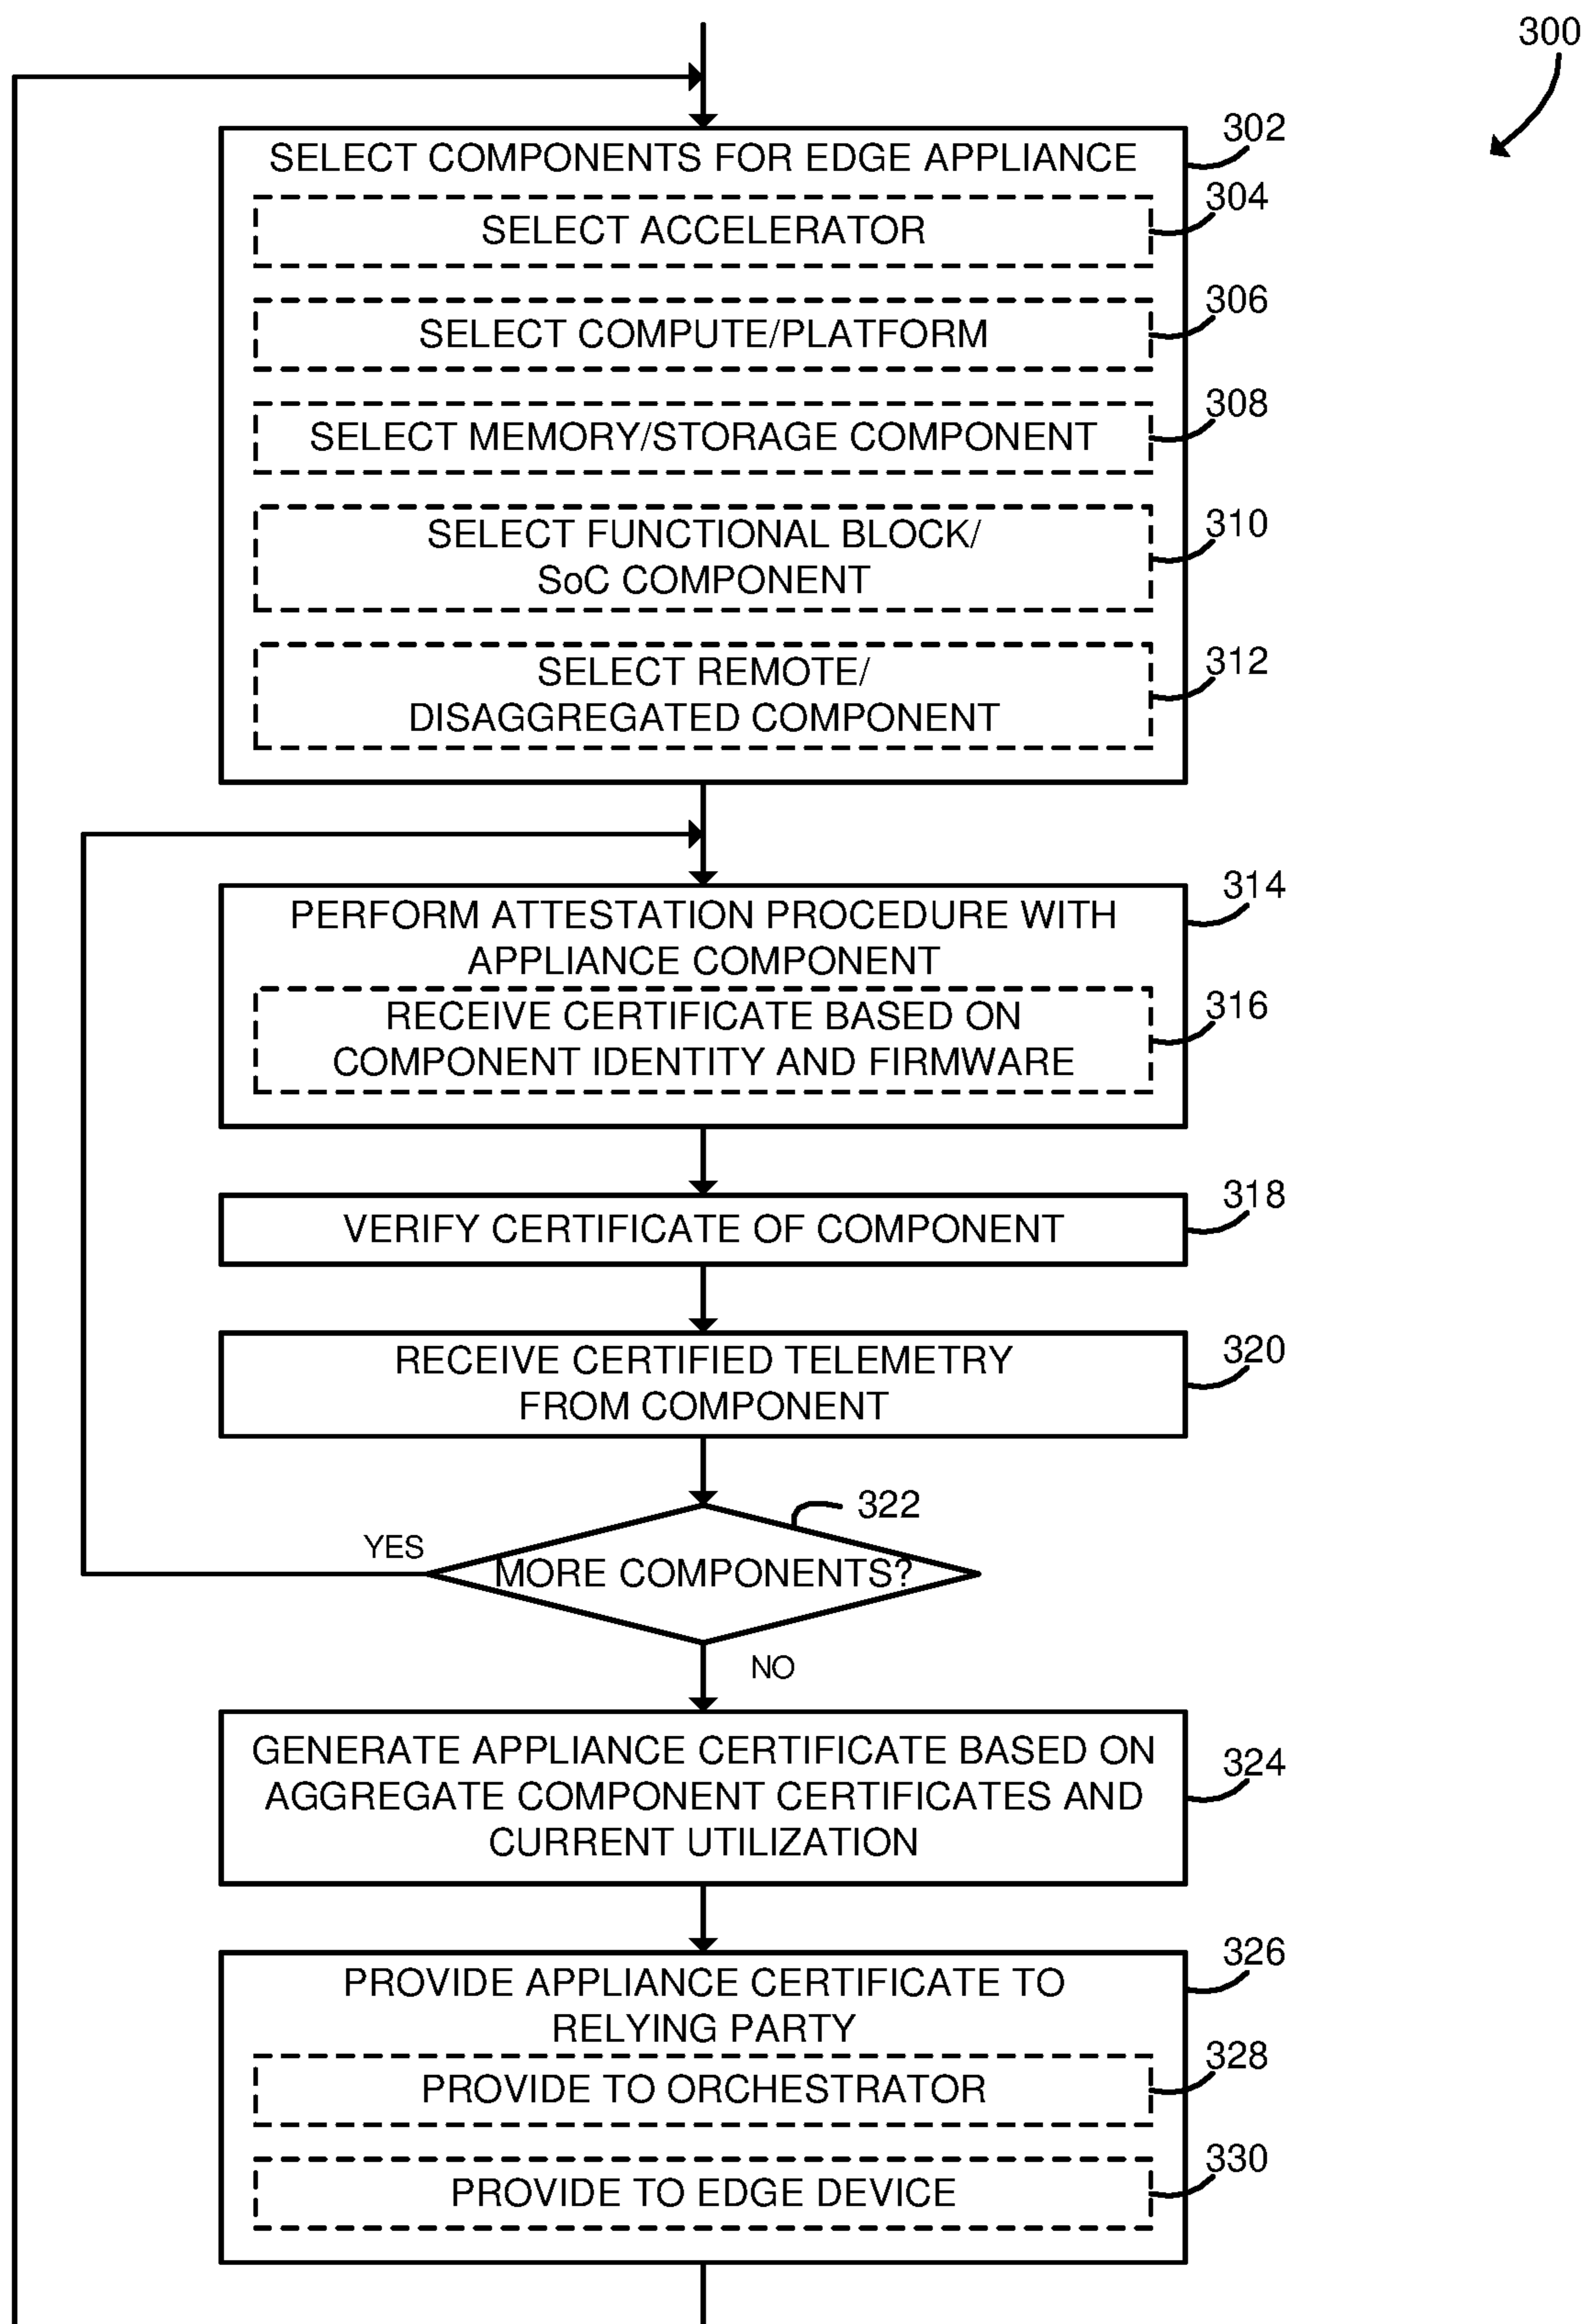 300
302
SELECT COMPONENTS FOR EDGE APPLIANCE
304
SELECT ACCELERATOR
306
SELECT COMPUTE/PLATFORM
308
SELECT MEMORY/STORAGE COMPONENT
310
SELECT FUNCTIONAL BLOCK/
SoC COMPONENT
312
SELECT REMOTE/
DISAGGREGATED COMPONENT
314
PERFORM ATTESTATION PROCEDURE WITH
APPLIANCE COMPONENT
316
RECEIVE CERTIFICATE BASED ON
COMPONENT IDENTITY AND FIRMWARE
318
VERIFY CERTIFICATE OF COMPONENT
320
RECEIVE CERTIFIED TELEMETRY
FROM COMPONENT
322
YES
MORE COMPONENTS?
NO
324
GENERATE APPLIANCE CERTIFICATE BASED ON
AGGREGATE COMPONENT CERTIFICATES AND
CURRENT UTILIZATION
326
PROVIDE APPLIANCE CERTIFICATE TO
RELYING PARTY
328
PROVIDE TO ORCHESTRATOR
330
PROVIDE TO EDGE DEVICE